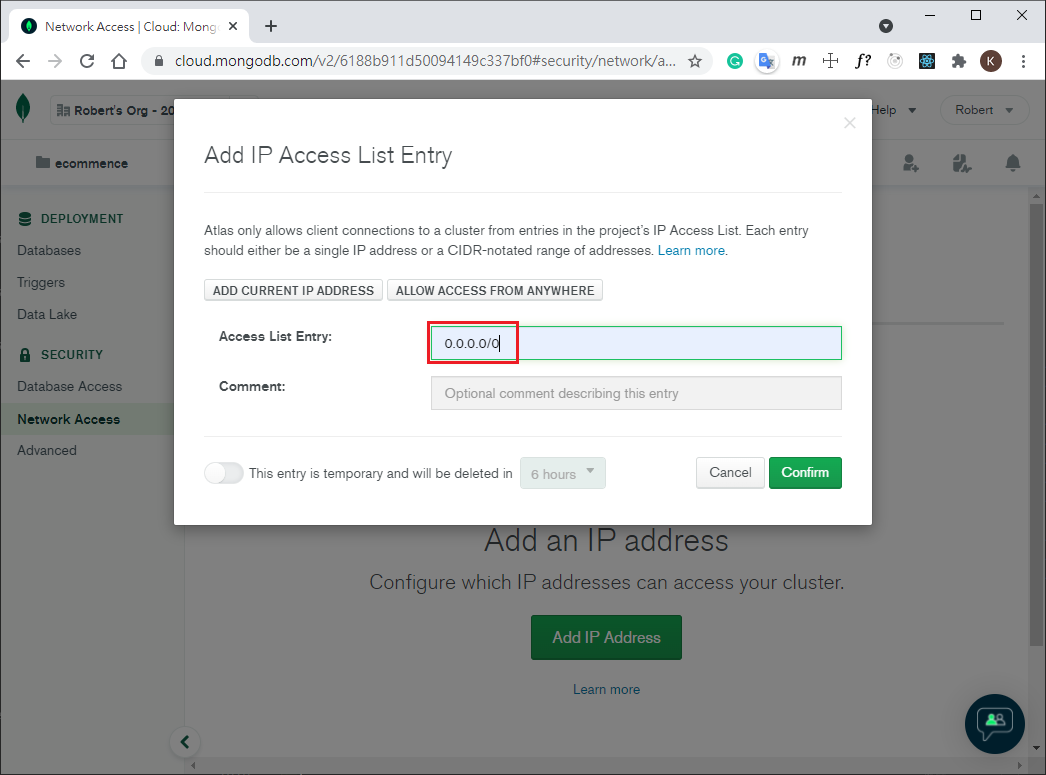 Network Access | Cloud: Mong
cloud.mongodb.com/v2/6188b911d50094149c337bf0#security/network/a...
m
f?
K
Robert's Org - 20
Help
Robert
ecommence
DEPLOYMENT
Databases
Triggers
Data Lake
SECURITY
Database Access
Network Access
Advanced
Add IP Access List Entry
Atlas only allows client connections to a cluster from entries in the project's IP Access List. Each entry
should either be a single IP address or a CIDR-notated range of addresses. Learn more.
ADD CURRENT IP ADDRESS
ALLOW ACCESS FROM ANYWHERE
Access List Entry:
0.0.0.0/0
Comment:
Optional comment describing this entry
This entry is temporary and will be deleted in
6 hours
Cancel
Confirm
Add an IP address
Configure which IP addresses can access your cluster.
Add IP Address
Learn more